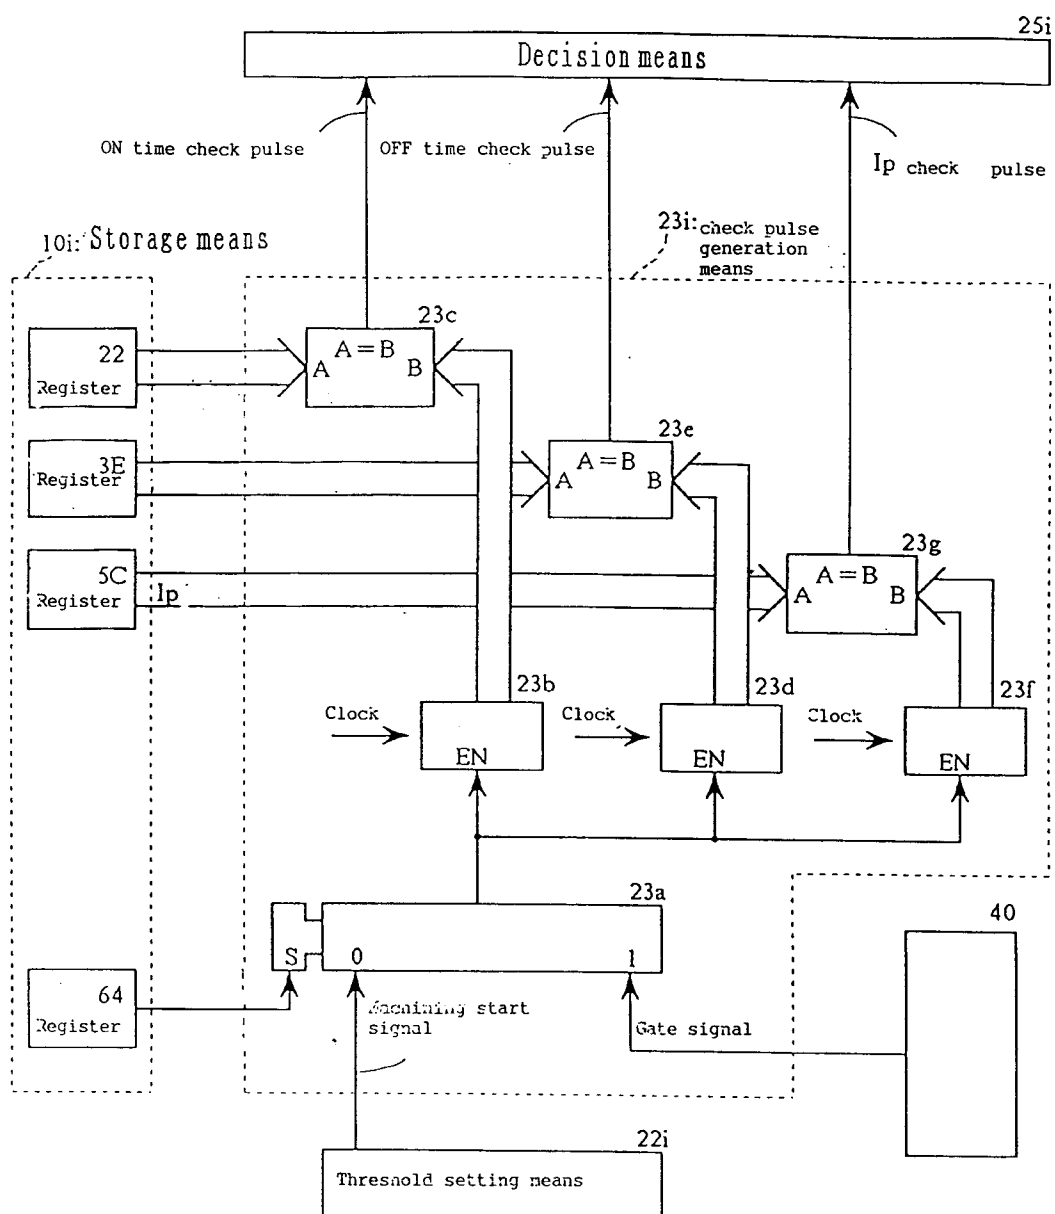 25i
Decision means
ON time check pulse
OFF time check pulse
Ip check pulse
10i: Storage means
23i: check pulse
generation
means
22
Register
23c
A = B
A
B
3E
Register
23e
A = B
A
B
5C
Register
Ip
23g
A = B
A
B
23b
Clock
EN
23d
Clock
EN
23f
Clock
EN
23a
S
0
1
40
64
Register
Machining start
signal
Gate signal
22i
Threshold setting means